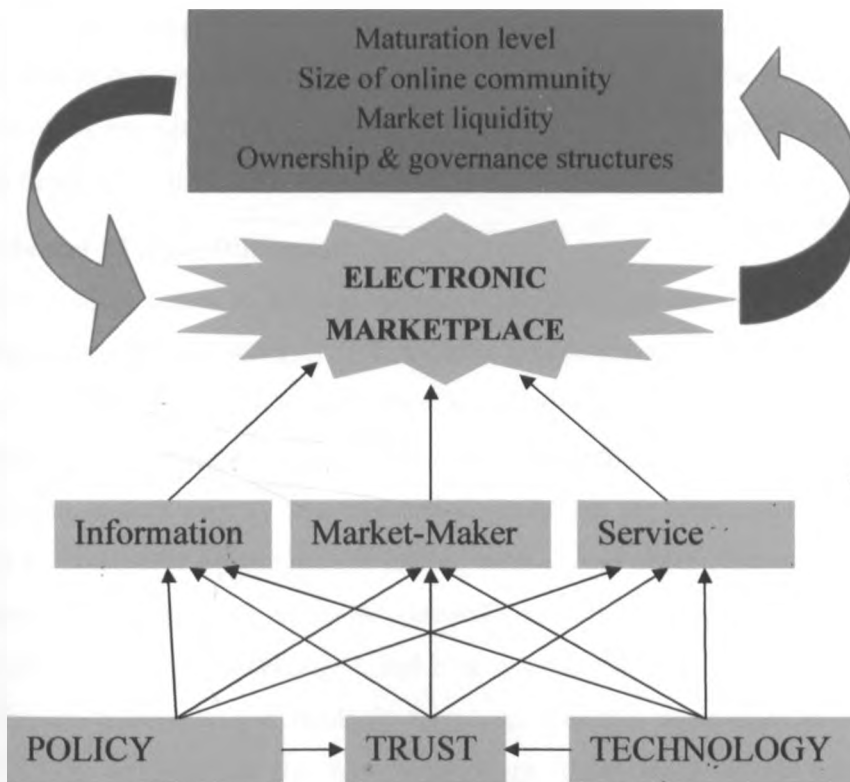 Maturation level
Size of online community
Market liquidity
Ownership & governance structures
ELECTRONIC
MARKETPLACE
Information
Market-Maker
Service
POLICY
TRUST
TECHNOLOGY